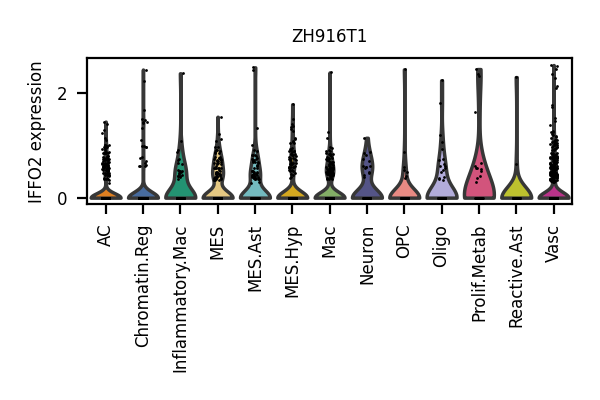 ZH916T1
IFFO2 expression
2
0
AC
Chromatin.Reg
Inflammatory.Mac
MES
MES.Ast
MES.Hyp
Mac
Neuron
OPC
Oligo
Prolif.Metab
Reactive.Ast
Vasc